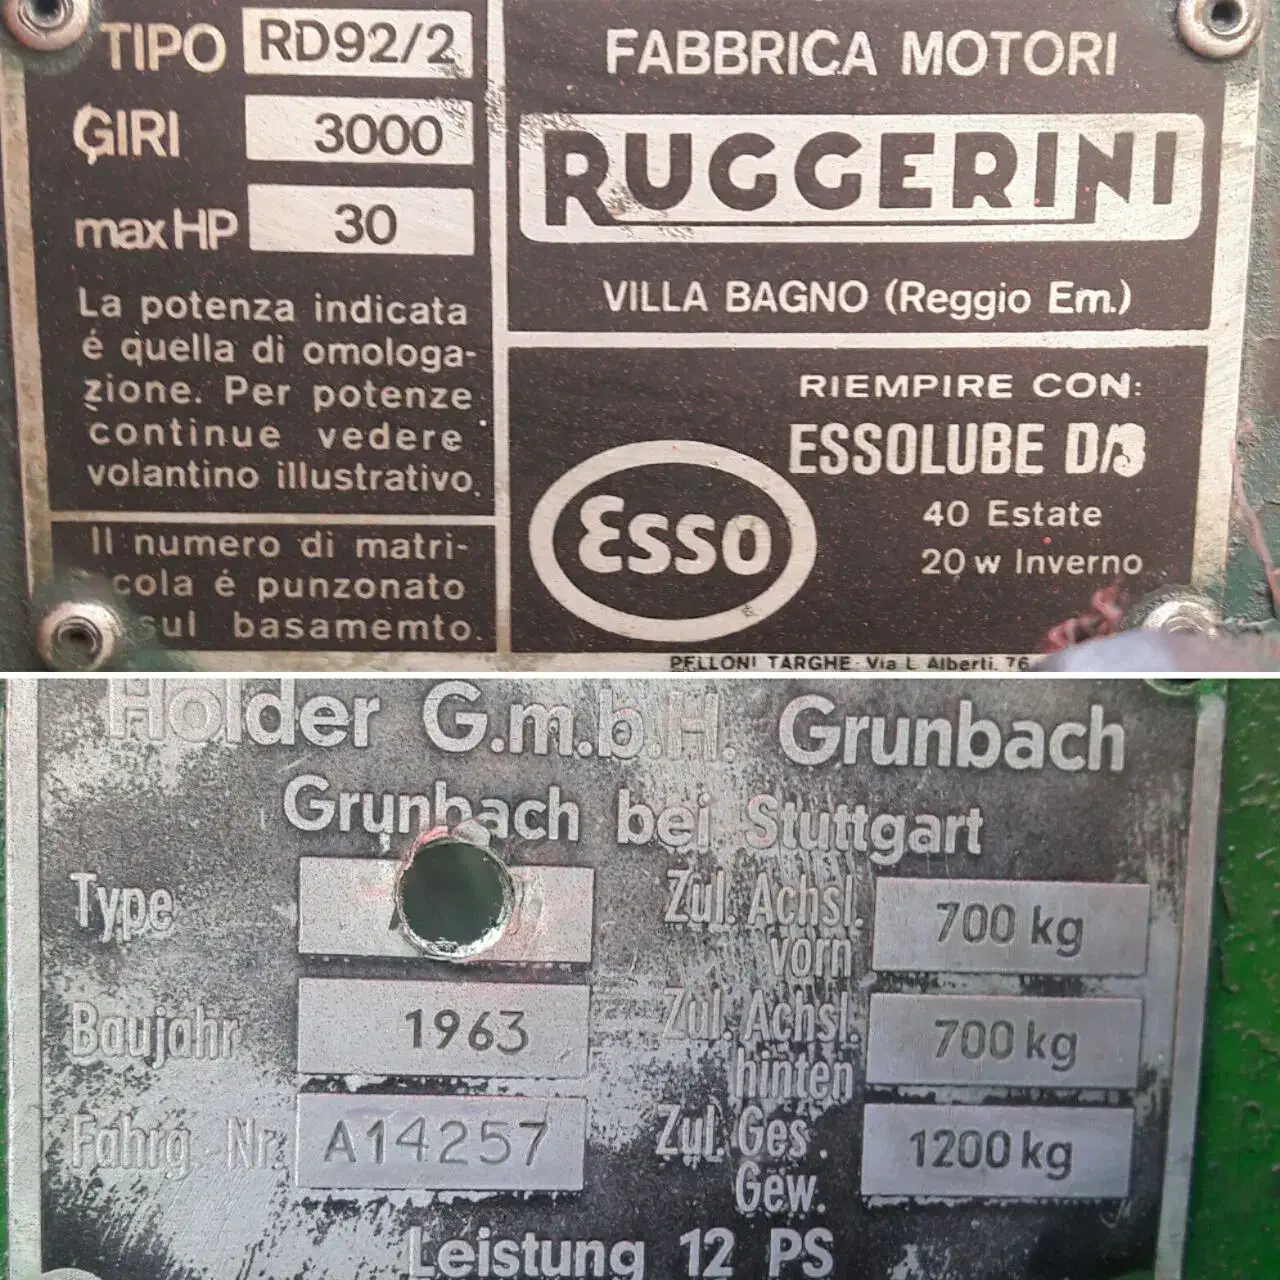 TIPO RD92/2
GIRI 3000
max HP 30
La potenza indicata
é quella di omologa-
zione. Per potenze
continue vedere
volantino illustrativo.
Il numero di matri-
cola é punzonato
sul basamemto.
FABBRICA MOTORI
RUGGERINI
VILLA BAGNO (Reggio Em.)
RIEMPIRE CON:
ESSOLUBE D/3
40 Estate
20 w Inverno
Esso
PELLONI TARGHE - Via L. Alberti, 76
Holder G.m.b.H. Grunbach
Grunbach bei Stuttgart
Type
Baujahr 1963
Fahrg. Nr. A14257
Zul. Achsl. 700 kg
vorn
Zul. Achsl. 700 kg
hinten
Zul. Ges. 1200 kg
Gew.
Leistung 12 PS